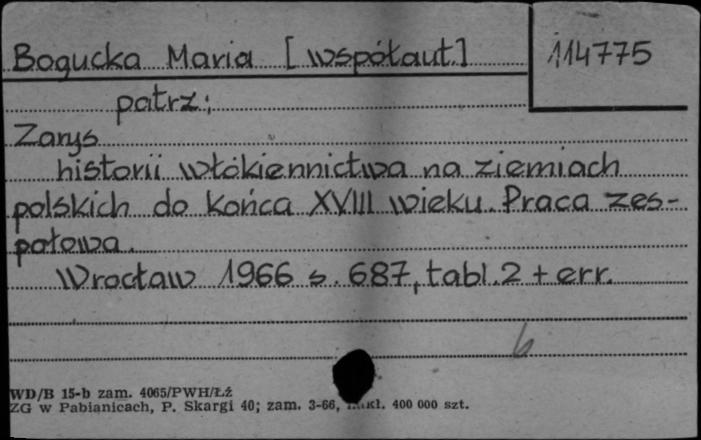 Bogucka Maria [współaut.] 114775
patrz:
Zarys
historii włókiennictwa na ziemiach
polskich do końca XVIII wieku. Praca zes-
połowa.
Wrocław 1966 s. 687, tabl. 2 + err.
b
WD/B 15-b zam. 4065/PWH/Łź
ZG w Pabianicach, P. Skargi 40; zam. 3-66, 400 000 szt.